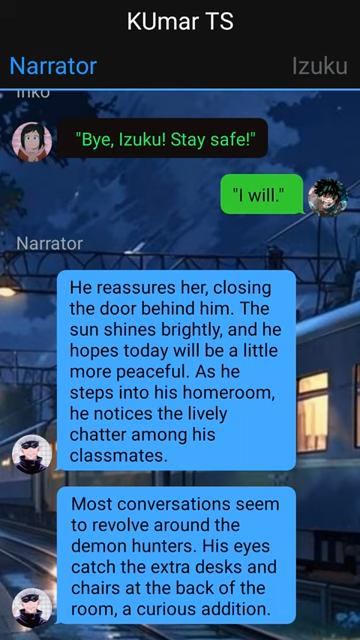 KUmar TS
Narrator
Izuku
Inko
"Bye, Izuku! Stay safe!"
"I will."
Narrator
He reassures her, closing
the door behind him. The
sun shines brightly, and he
hopes today will be a little
more peaceful. As he
steps into his homeroom,
he notices the lively
chatter among his
classmates.
Most conversations seem
to revolve around the
demon hunters. His eyes
catch the extra desks and
chairs at the back of the
room, a curious addition.